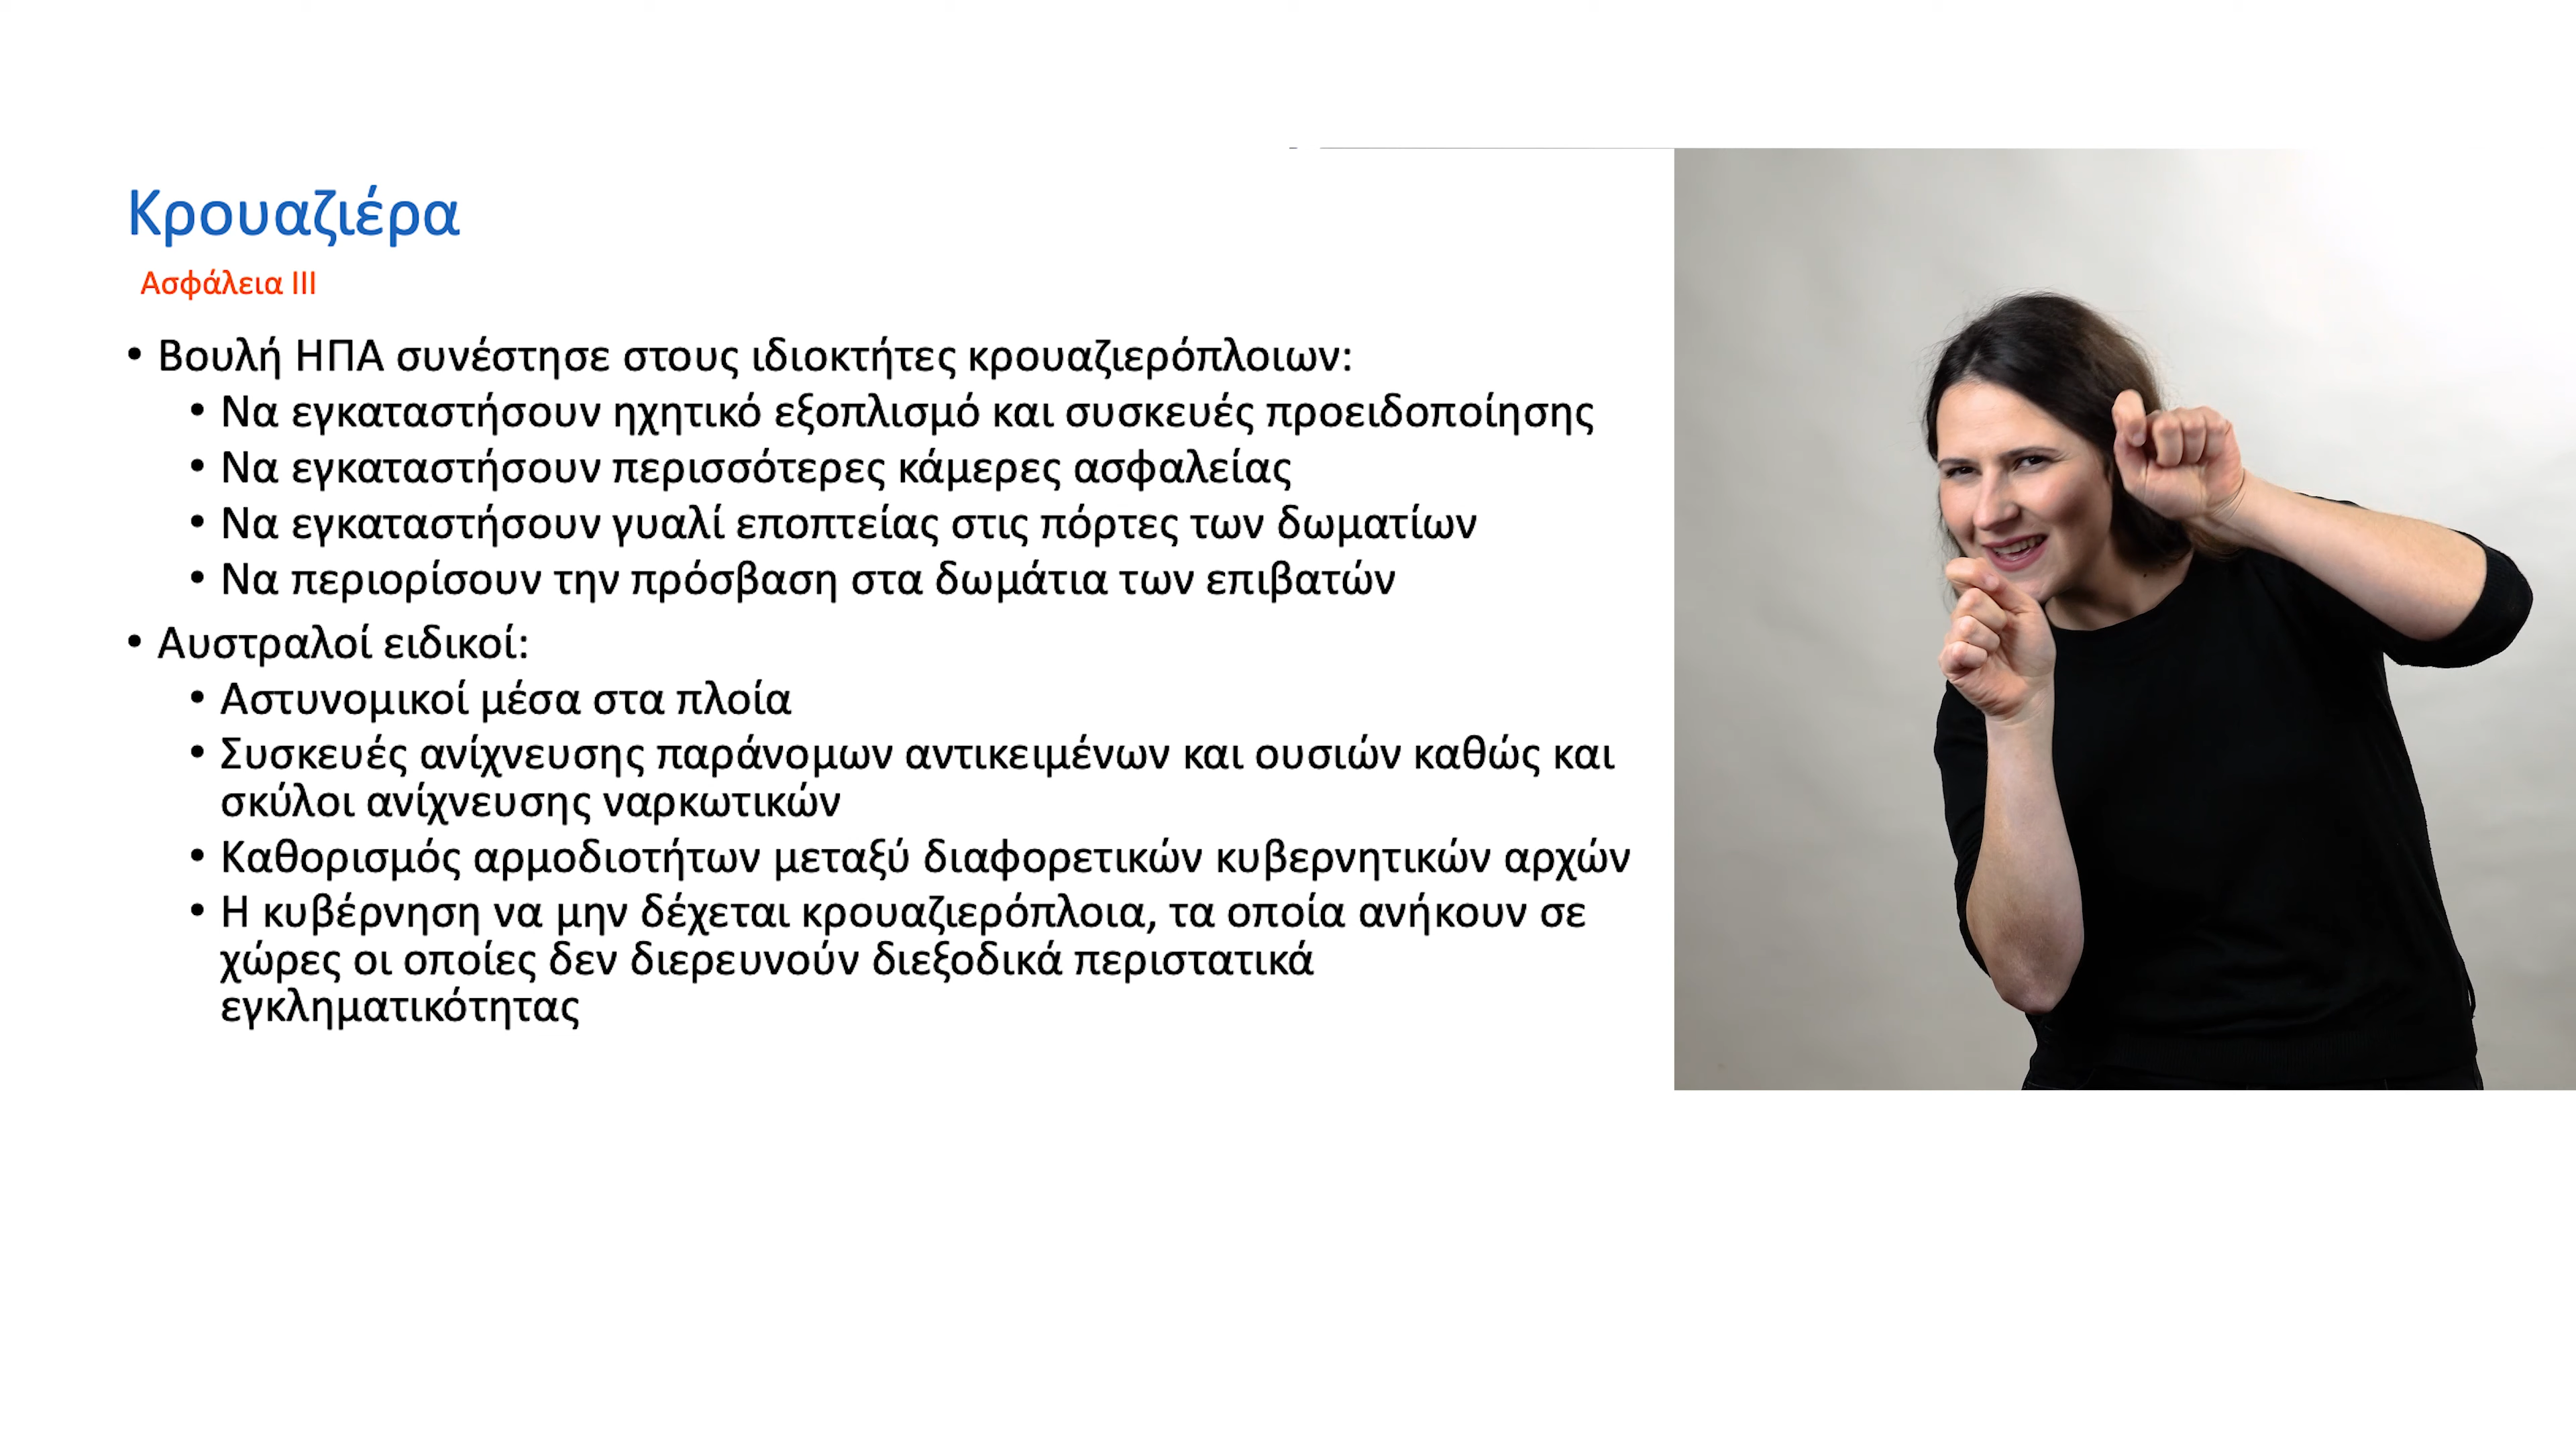 Κρουαζιέρα
Ασφάλεια ΙΙΙ
• Βουλή ΗΠΑ συνέστησε στους ιδιοκτήτες κρουαζιερόπλοιων:
• Να εγκαταστήσουν ηχητικό εξοπλισμό και συσκευές προειδοποίησης
• Να εγκαταστήσουν περισσότερες κάμερες ασφαλείας
• Να εγκαταστήσουν γυαλί εποπτείας στις πόρτες των δωματίων
• Να περιορίσουν την πρόσβαση στα δωμάτια των επιβατών
• Αυστραλοί ειδικοί:
• Αστυνομικοί μέσα στα πλοία
• Συσκευές ανίχνευσης παράνομων αντικειμένων και ουσιών καθώς και
σκύλοι ανίχνευσης ναρκωτικών
• Καθορισμός αρμοδιοτήτων μεταξύ διαφορετικών κυβερνητικών αρχών
• Η κυβέρνηση να μην δέχεται κρουαζιερόπλοια, τα οποία ανήκουν σε
χώρες οι οποίες δεν διερευνούν διεξοδικά περιστατικά
εγκληματικότητας